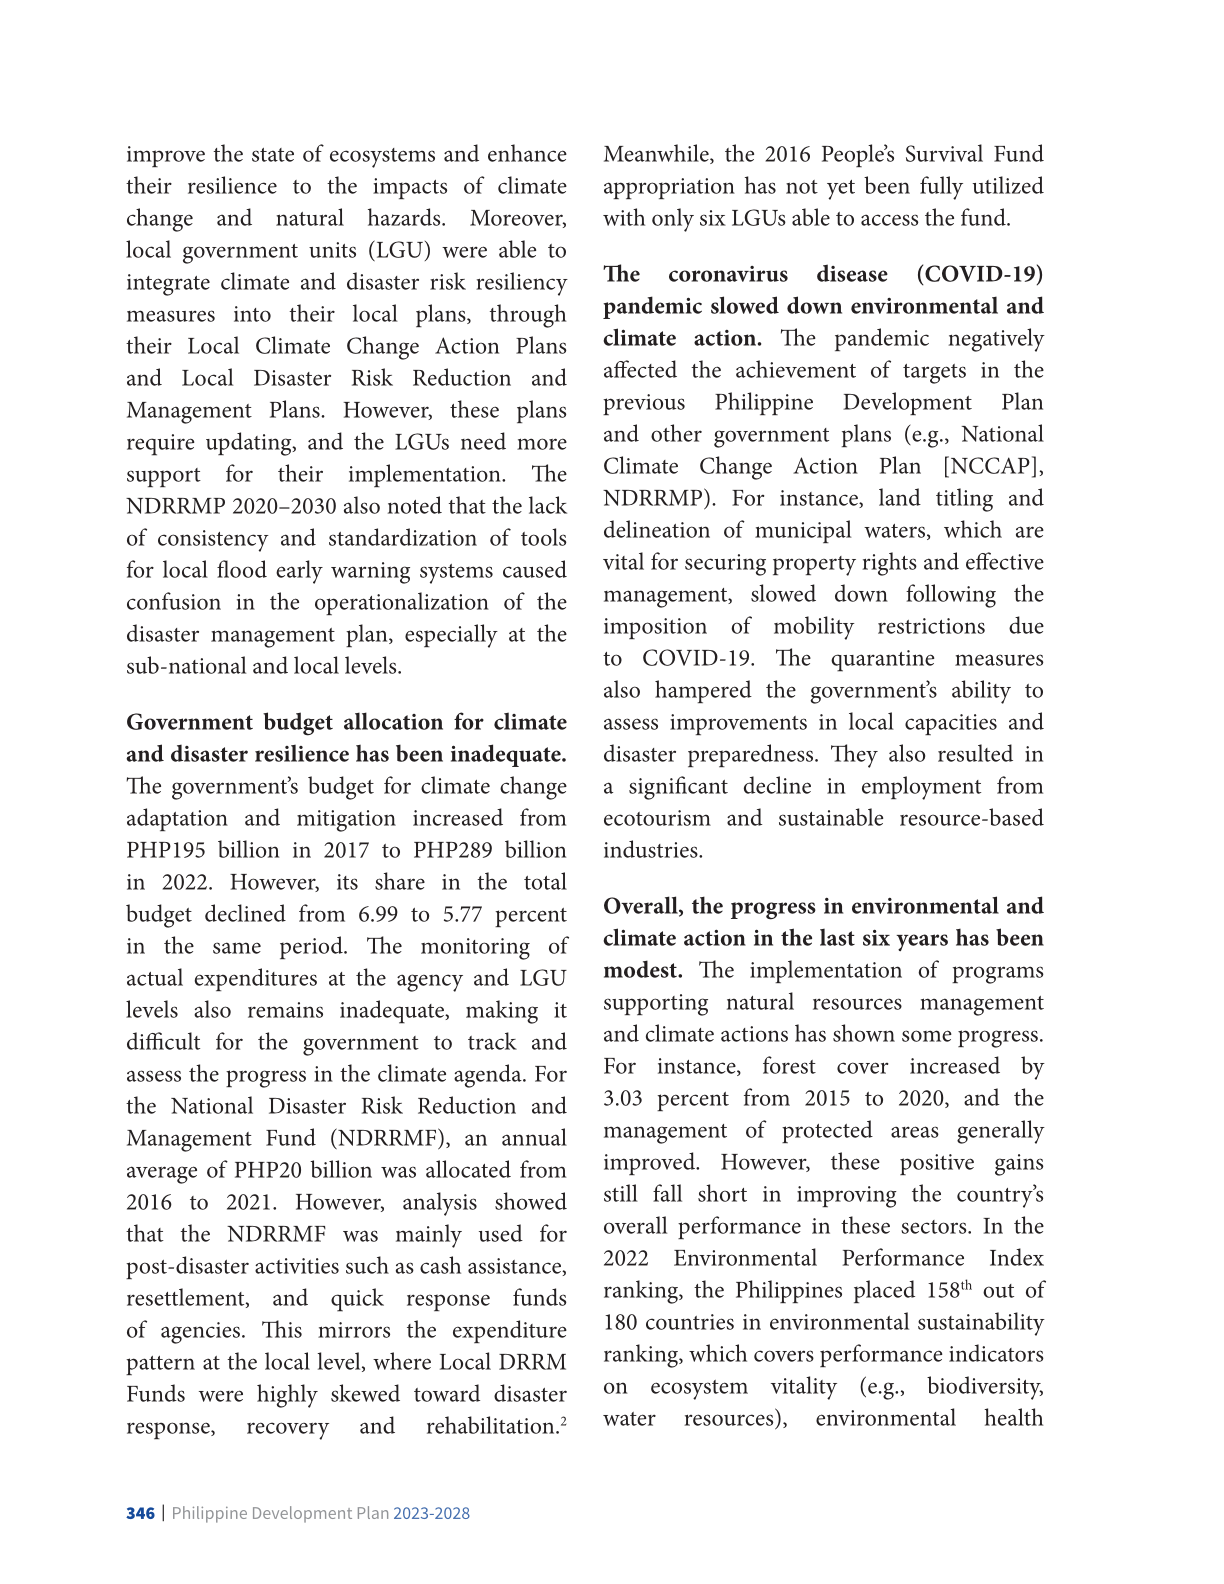 improve the state of ecosystems and enhance
their resilience to the impacts of climate
change and natural hazards. Moreover,
local government units (LGU) were able to
integrate climate and disaster risk resiliency
measures into their local plans, through
their Local Climate Change Action Plans
and Local Disaster Risk Reduction and
Management Plans. However, these plans
require updating, and the LGUs need more
support for their implementation. The
NDRRMP 2020–2030 also noted that the lack
of consistency and standardization of tools
for local flood early warning systems caused
confusion in the operationalization of the
disaster management plan, especially at the
sub-national and local levels.
Government budget allocation for climate
and disaster resilience has been inadequate.
The government’s budget for climate change
adaptation and mitigation increased from
PHP195 billion in 2017 to PHP289 billion
in 2022. However, its share in the total
budget declined from 6.99 to 5.77 percent
in the same period. The monitoring of
actual expenditures at the agency and LGU
levels also remains inadequate, making it
difficult for the government to track and
assess the progress in the climate agenda. For
the National Disaster Risk Reduction and
Management Fund (NDRRMF), an annual
average of PHP20 billion was allocated from
2016 to 2021. However, analysis showed
that the NDRRMF was mainly used for
post-disaster activities such as cash assistance,
resettlement, and quick response funds
of agencies. This mirrors the expenditure
pattern at the local level, where Local DRRM
Funds were highly skewed toward disaster
response, recovery and rehabilitation.²
Meanwhile, the 2016 People’s Survival Fund
appropriation has not yet been fully utilized
with only six LGUs able to access the fund.
The coronavirus disease (COVID-19)
pandemic slowed down environmental and
climate action. The pandemic negatively
affected the achievement of targets in the
previous Philippine Development Plan
and other government plans (e.g., National
Climate Change Action Plan [NCCAP],
NDRRMP). For instance, land titling and
delineation of municipal waters, which are
vital for securing property rights and effective
management, slowed down following the
imposition of mobility restrictions due
to COVID-19. The quarantine measures
also hampered the government’s ability to
assess improvements in local capacities and
disaster preparedness. They also resulted in
a significant decline in employment from
ecotourism and sustainable resource-based
industries.
Overall, the progress in environmental and
climate action in the last six years has been
modest. The implementation of programs
supporting natural resources management
and climate actions has shown some progress.
For instance, forest cover increased by
3.03 percent from 2015 to 2020, and the
management of protected areas generally
improved. However, these positive gains
still fall short in improving the country’s
overall performance in these sectors. In the
2022 Environmental Performance Index
ranking, the Philippines placed 158th out of
180 countries in environmental sustainability
ranking, which covers performance indicators
on ecosystem vitality (e.g., biodiversity,
water resources), environmental health
346 | Philippine Development Plan 2023-2028